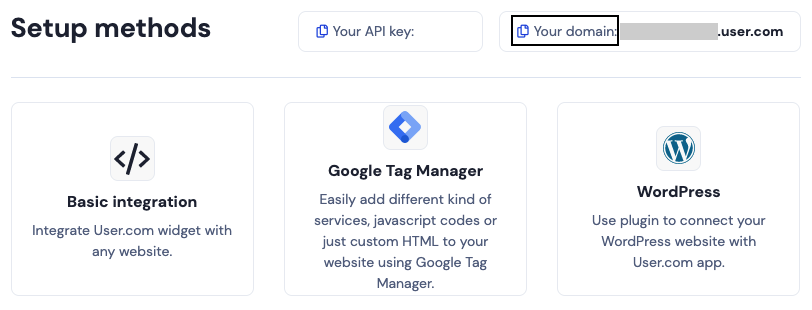 Setup methods
Your API key:
Your domain: .user.com
</>
Basic integration
Integrate User.com widget with
any website.
Google Tag Manager
Easily add different kind of
services, javascript codes or
just custom HTML to your
website using Google Tag
Manager.
WordPress
Use plugin to connect your
WordPress website with
User.com app.